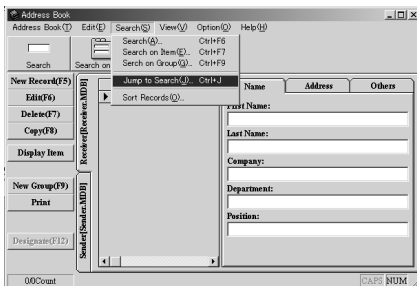 Address Book
Address Book(T) Edit(E) Search(S) View(V) Option(O) Help(H)
Search(A)... Ctrl+F6
Search on Item(E)... Ctrl+F7
Serch on Group(G)... Ctrl+F9
Jump to Search(J)... Ctrl+J
Sort Records(O)...
Search
Search on
New Record(F5)
Edit(F6)
Delete(F7)
Copy(F8)
Display Item
New Group(F9)
Print
Designate(F12)
Receiver[Receiver.MDB]
Sender[Sender.MDB]
Name Address Others
First Name:
Last Name:
Company:
Department:
Position:
0/0Count
CAPS NUM